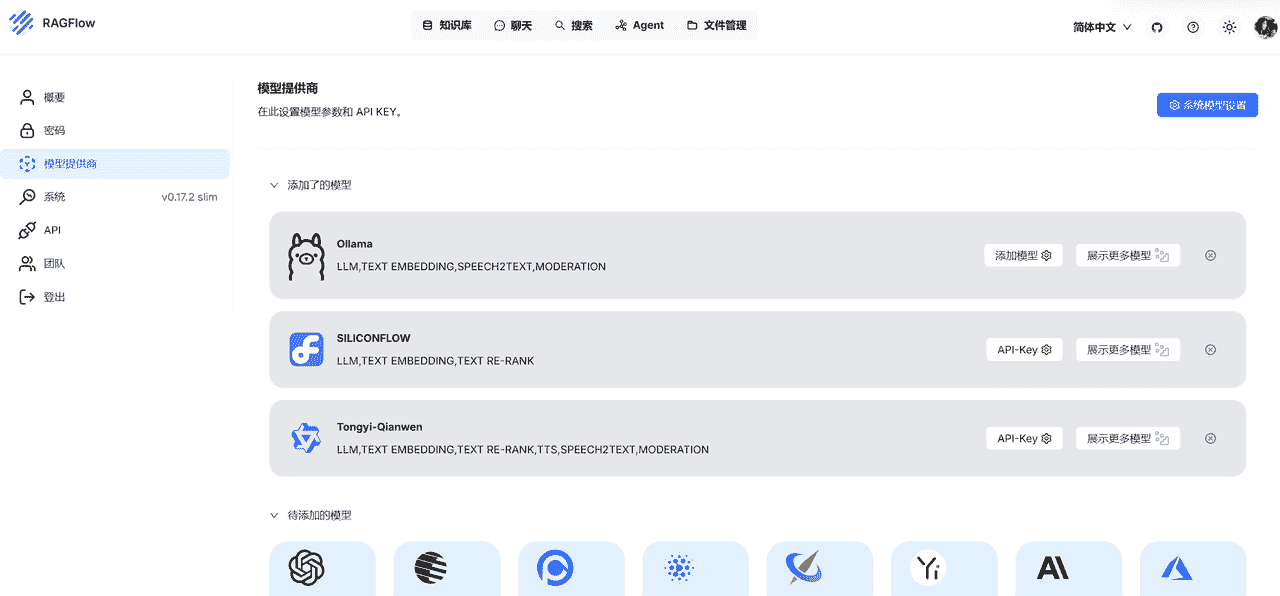 RAGFlow
知识库
聊天
搜索
Agent
文件管理
简体中文
概要
密码
模型提供商
系统 v0.17.2 slim
API
团队
登出
模型提供商
在此设置模型参数和 API KEY。
系统模型设置
添加了的模型
Ollama
LLM,TEXT EMBEDDING,SPEECH2TEXT,MODERATION
添加模型
展示更多模型
SILICONFLOW
LLM,TEXT EMBEDDING,TEXT RE-RANK
API-Key
展示更多模型
Tongyi-Qianwen
LLM,TEXT EMBEDDING,TEXT RE-RANK,TTS,SPEECH2TEXT,MODERATION
API-Key
展示更多模型
待添加的模型
Yi